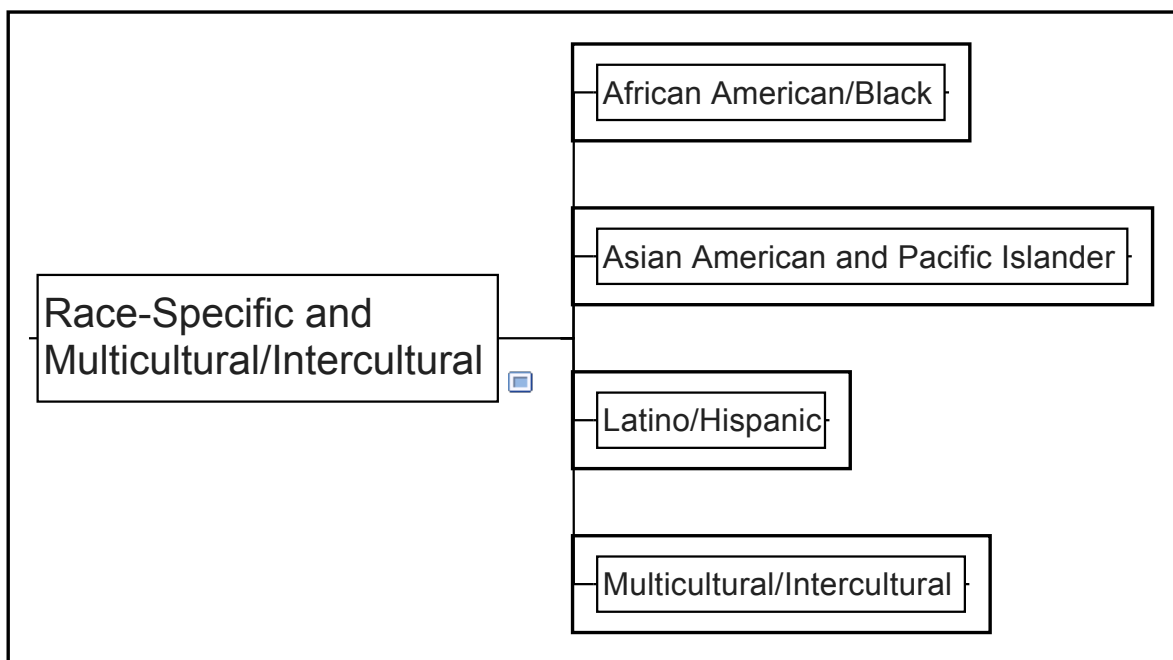 African American/Black
Asian American and Pacific Islander
Race-Specific and
Multicultural/Intercultural
Latino/Hispanic
Multicultural/Intercultural